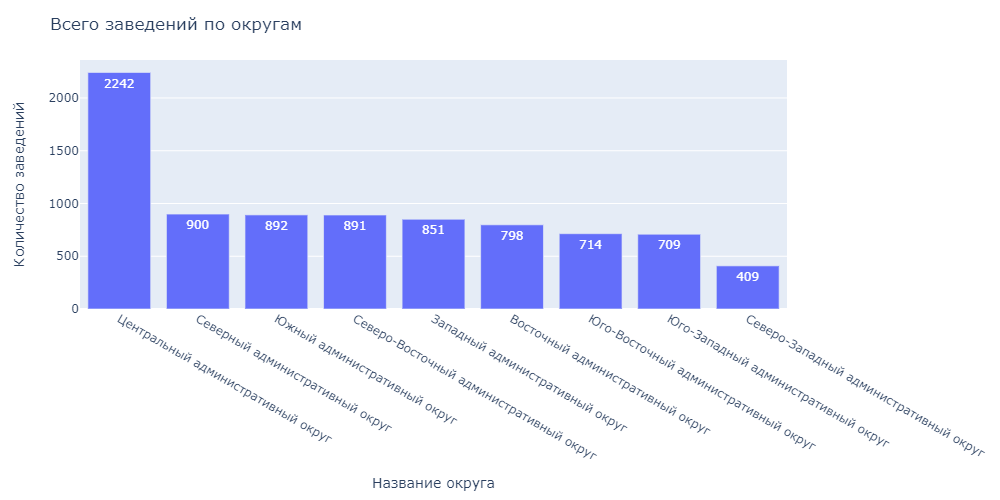 Всего заведений по округам
Количество заведений
2000
1500
1000
500
0
2242
900
892
891
851
798
714
709
409
Центральный административный округ
Северный административный округ
Южный административный округ
Северо-Восточный административный округ
Западный административный округ
Восточный административный округ
Юго-Восточный административный округ
Юго-Западный административный округ
Северо-Западный административный округ
Название округа